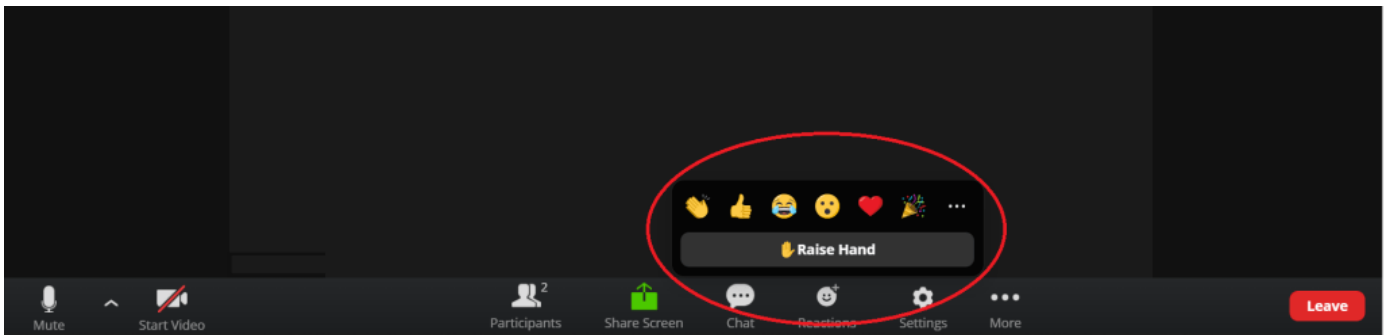 Raise Hand
2
Mute
Start Video
Participants
Share Screen
Chat
Reactions
Settings
More
Leave